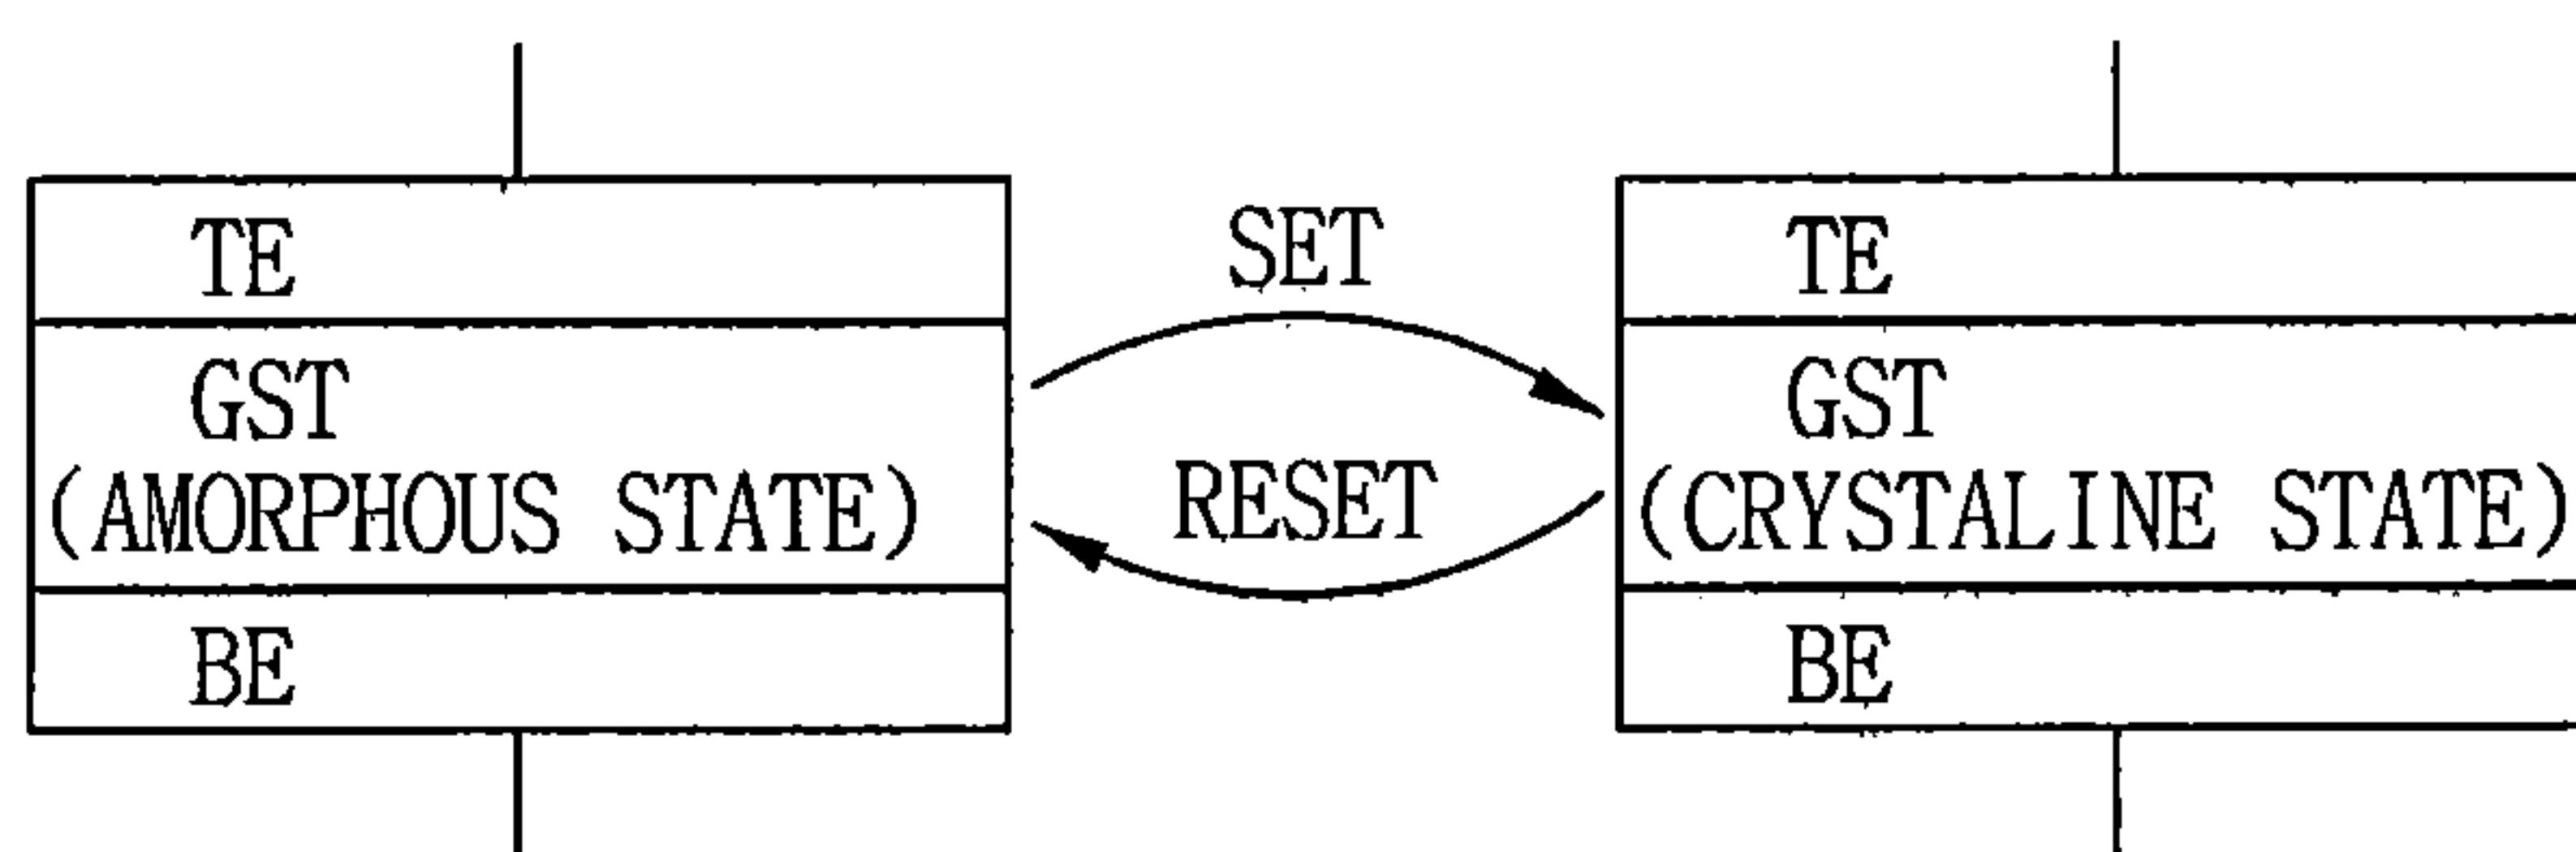 TE
GST
(AMORPHOUS STATE)
BE
SET
RESET
TE
GST
(CRYSTALINE STATE)
BE